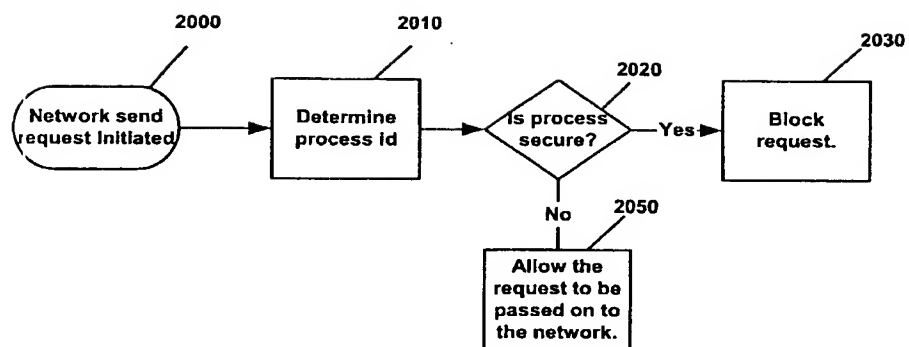 2000
2010
2020
2030
Network send
request Initiated
Determine
process id
Is process
secure?
Yes
Block
request.
No
2050
Allow the
request to be
passed on to
the network.